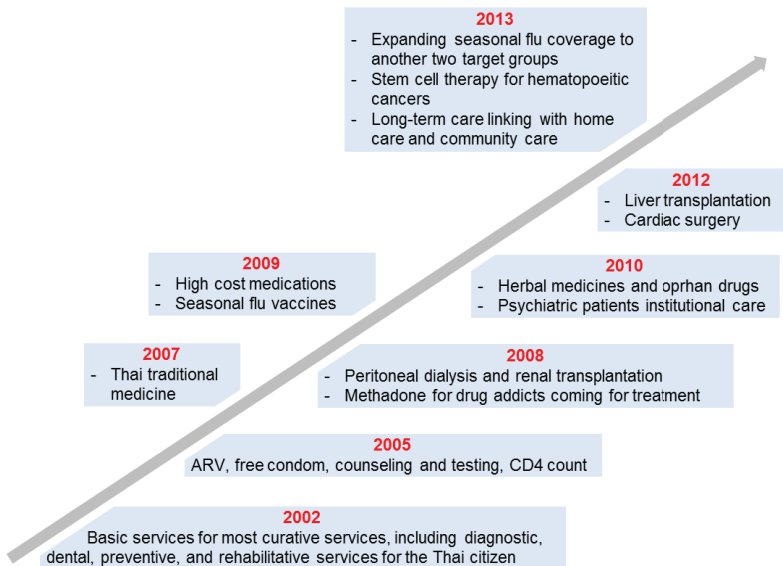 2013
- Expanding seasonal flu coverage to
another two target groups
- Stem cell therapy for hematopoeitic
cancers
- Long-term care linking with home
care and community care
2012
- Liver transplantation
- Cardiac surgery
2009
- High cost medications
- Seasonal flu vaccines
2010
- Herbal medicines and oprhan drugs
- Psychiatric patients institutional care
2007
- Thai traditional
medicine
2008
- Peritoneal dialysis and renal transplantation
- Methadone for drug addicts coming for treatment
2005
ARV, free condom, counseling and testing, CD4 count
2002
Basic services for most curative services, including diagnostic,
dental, preventive, and rehabilitative services for the Thai citizen